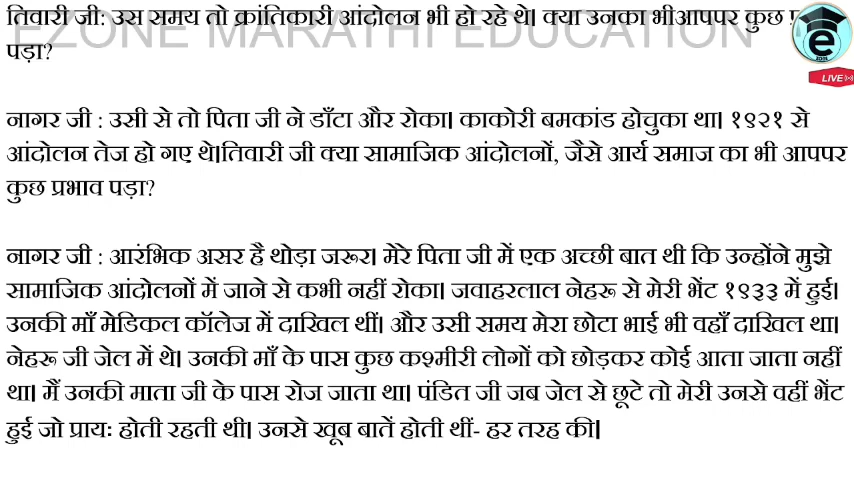 तिवारी जी: उस समय तो क्रांतिकारी आंदोलन भी हो रहे थे। क्या उनका भीआपपर कुछ
EZONE MARATHI EDUCATION
e
EZONE
LIVE
पड़ा?
नागर जी : उसी से तो पिता जी ने डाँटा और रोका। काकोरी बमकांड होचुका था। १९२१ से
आंदोलन तेज हो गए थे।तिवारी जी क्या सामाजिक आंदोलनों, जैसे आर्य समाज का भी आपपर
कुछ प्रभाव पड़ा?
नागर जी : आरंभिक असर है थोड़ा जरूर। मेरे पिता जी में एक अच्छी बात थी कि उन्होंने मुझे
सामाजिक आंदोलनों में जाने से कभी नहीं रोका। जवाहरलाल नेहरू से मेरी भेंट १९३३ में हुई।
उनकी माँ मेडिकल कॉलेज में दाखिल थीं। और उसी समय मेरा छोटा भाई भी वहाँ दाखिल था।
नेहरू जी जेल में थे। उनकी माँ के पास कुछ कश्मीरी लोगों को छोड़कर कोई आता जाता नहीं
था। मैं उनकी माता जी के पास रोज जाता था। पंडित जी जब जेल से छूटे तो मेरी उनसे वहीं भेंट
हुई जो प्रायः होती रहती थी। उनसे खूब बातें होती थीं- हर तरह की।